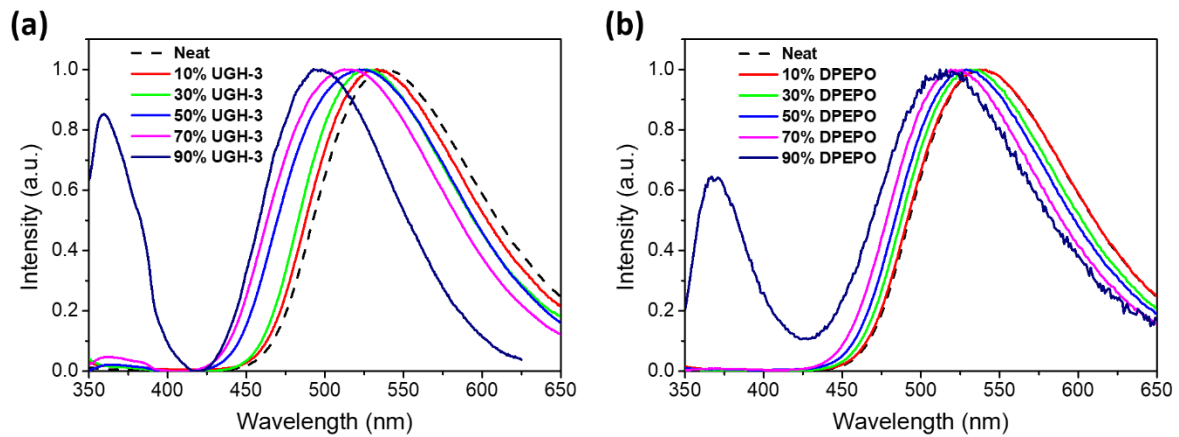 (a)
Neat
10% UGH-3
30% UGH-3
50% UGH-3
70% UGH-3
90% UGH-3
Intensity (a.u.)
1.0
0.8
0.6
0.4
0.2
0.0
350 400 450 500 550 600 650
Wavelength (nm)
(b)
Neat
10% DPEPO
30% DPEPO
50% DPEPO
70% DPEPO
90% DPEPO
Intensity (a.u.)
1.0
0.8
0.6
0.4
0.2
0.0
350 400 450 500 550 600 650
Wavelength (nm)